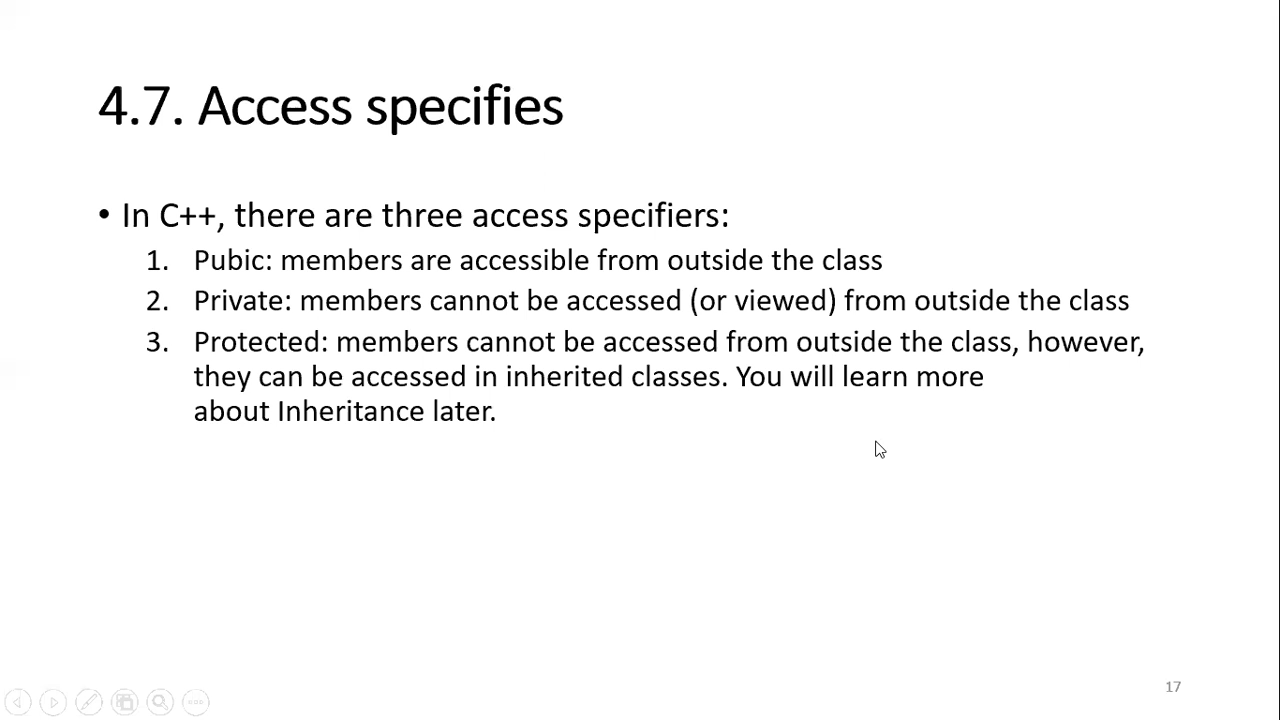 4.7. Access specifies
• In C++, there are three access specifiers:
1. Pubic: members are accessible from outside the class
2. Private: members cannot be accessed (or viewed) from outside the class
3. Protected: members cannot be accessed from outside the class, however,
they can be accessed in inherited classes. You will learn more
about Inheritance later.
17